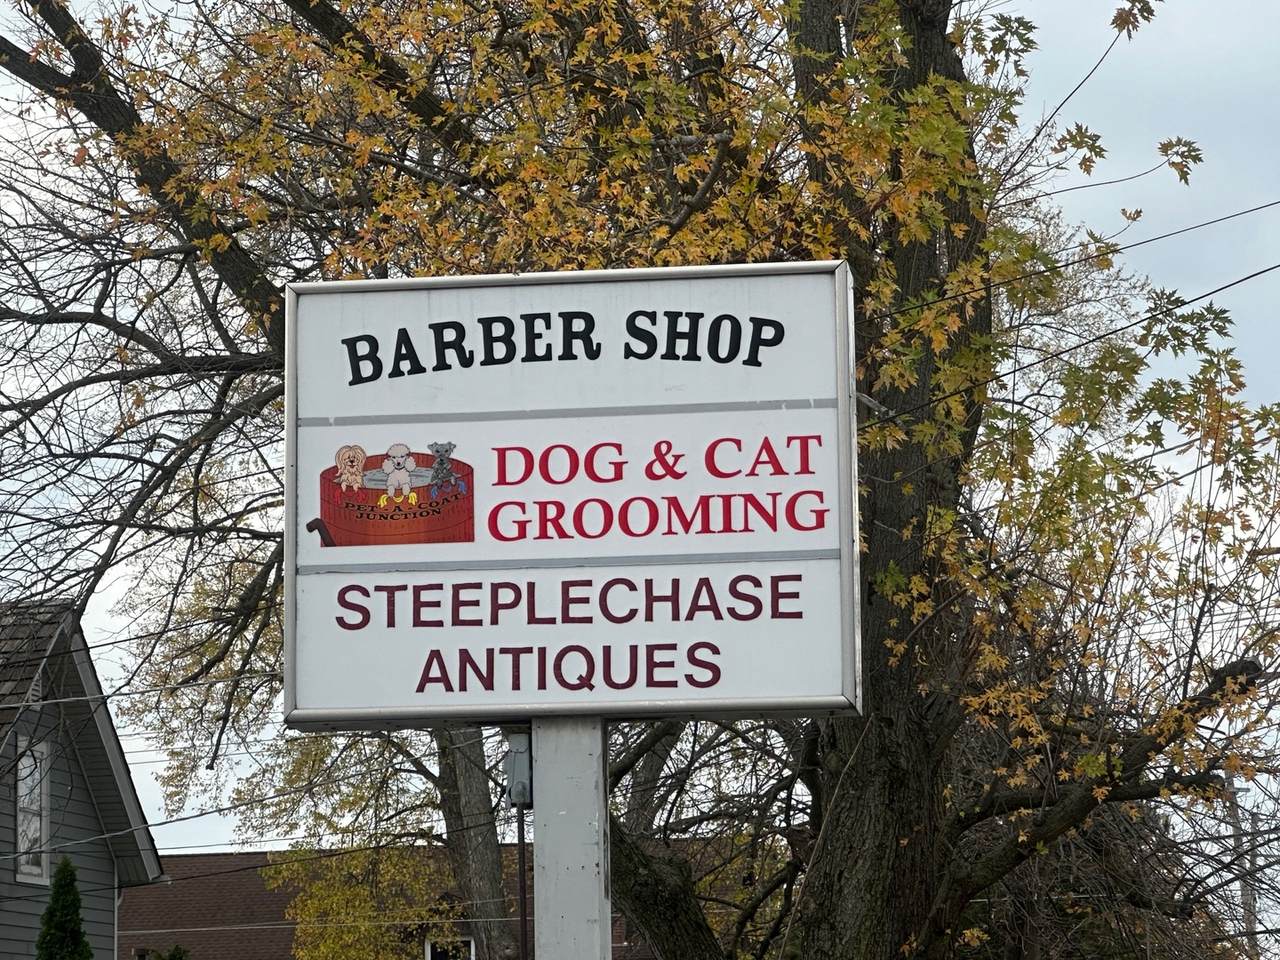 BARBER SHOP
PET - A - COAT
JUNCTION
DOG & CAT
GROOMING
STEEPLECHASE
ANTIQUES